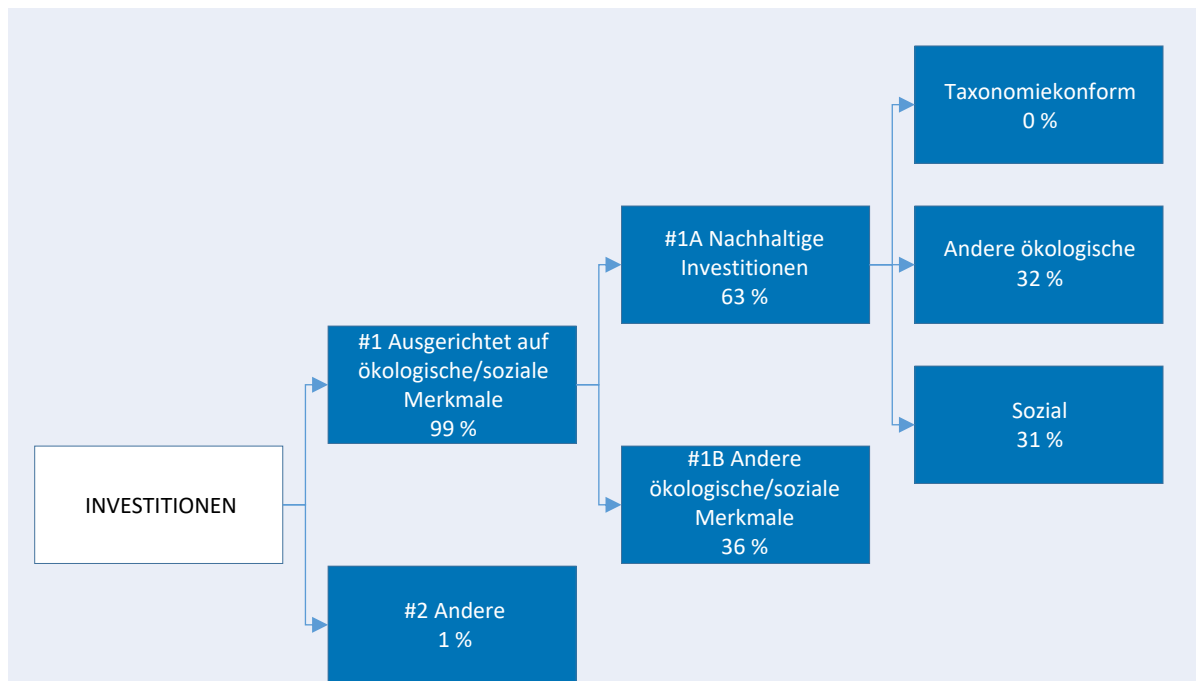 Taxonomiekonform
0 %
#1A Nachhaltige
Investitionen
63 %
Andere ökologische
32 %
#1 Ausgerichtet auf
ökologische/soziale
Merkmale
99 %
Sozial
31 %
#1B Andere
ökologische/soziale
Merkmale
36 %
INVESTITIONEN
#2 Andere
1 %